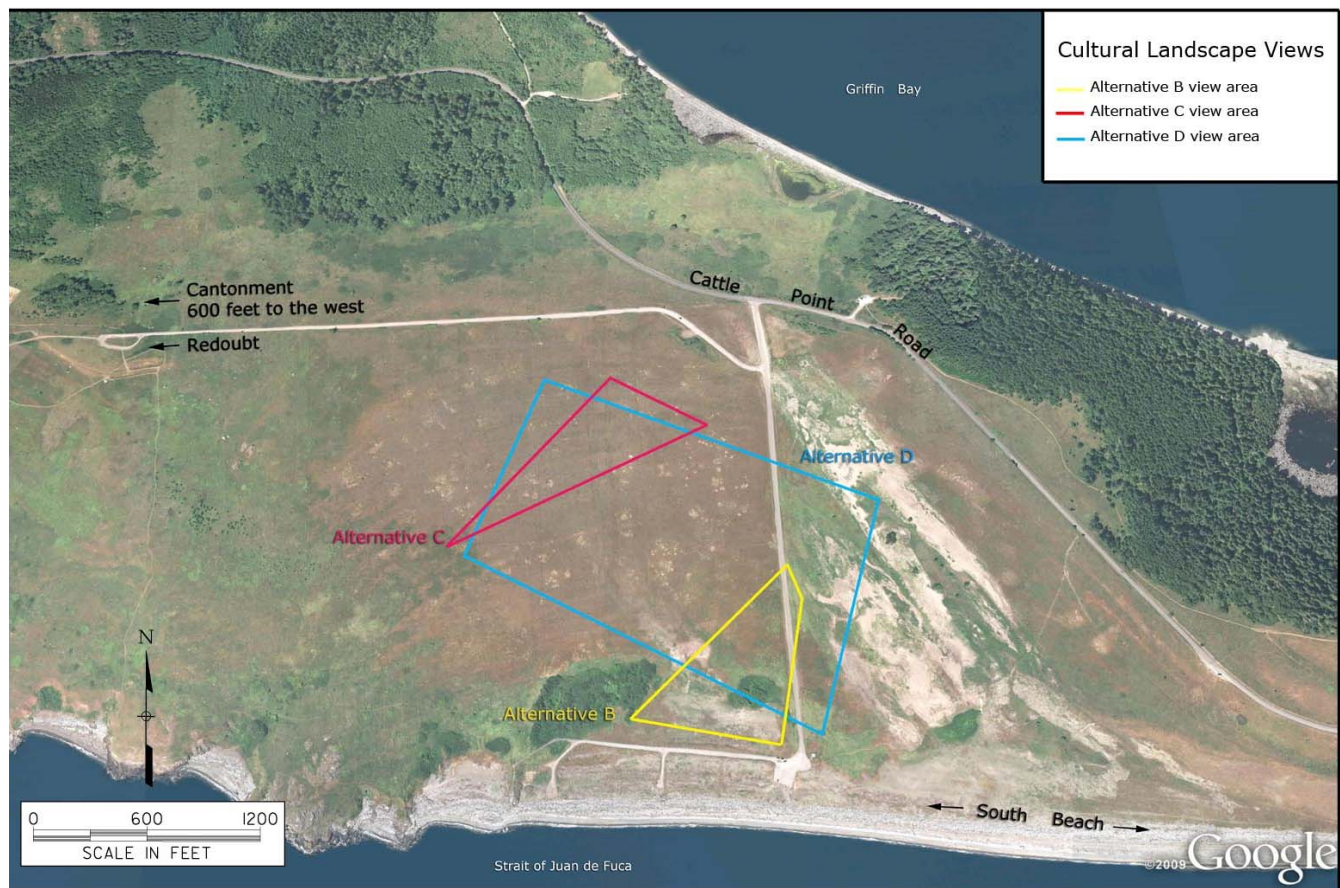 Cultural Landscape Views
Alternative B view area
Alternative C view area
Alternative D view area
Griffin Bay
Cantonment
600 feet to the west
Redoubt
Cattle Point Road
Alternative D
Alternative C
Alternative B
N
0 600 1200
SCALE IN FEET
South Beach
Strait of Juan de Fuca
©2009 Google